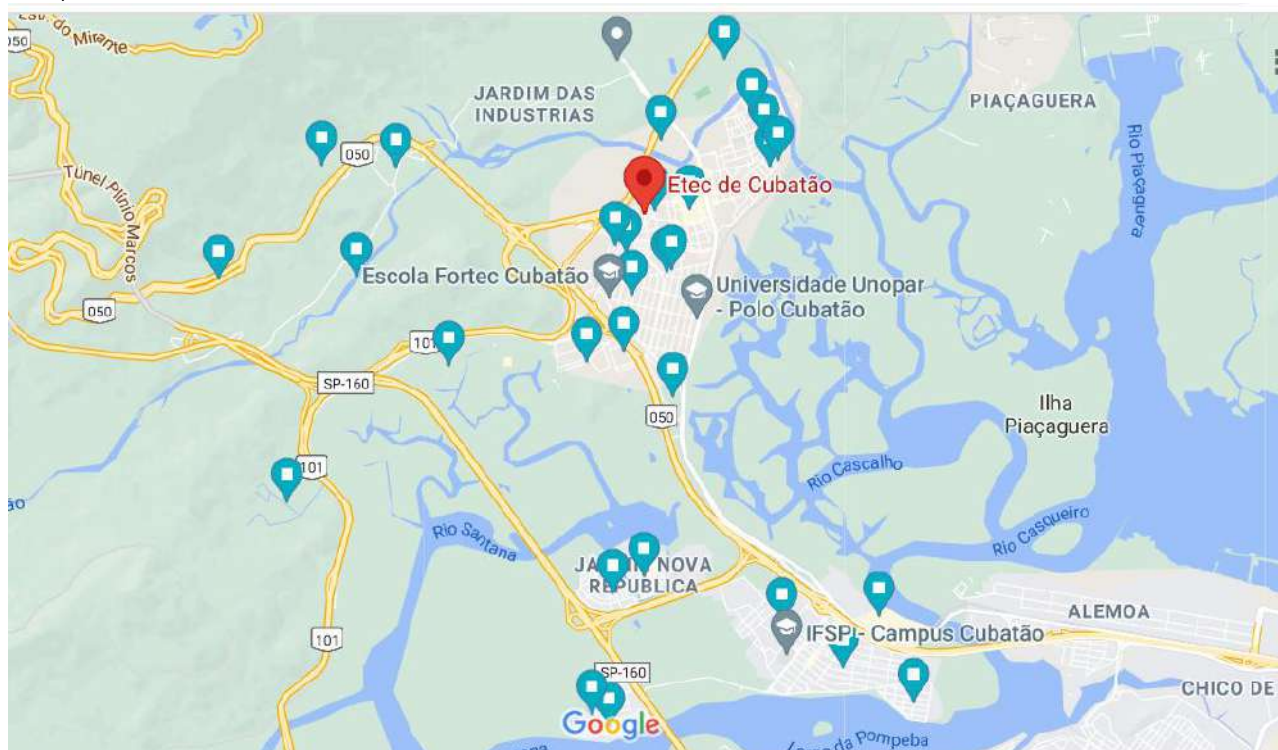 Mirante
050
JARDIM DAS
INDUSTRIAS
PIAÇAGUERA
Rio Piaçaguera
050
Túnel Plínio Marcos
Etec de Cubatão
Escola Fortec Cubatão
Universidade Unopar
- Polo Cubatão
050
101
SP-160
050
Ilha
Piaçaguera
Rio Cascalho
101
ão
Rio Santana
Rio Casqueiro
NOVA
REPUBLICA
ALEMOA
IFSP - Campus Cubatão
101
SP-160
CHICO DE
Google
da Pompeba